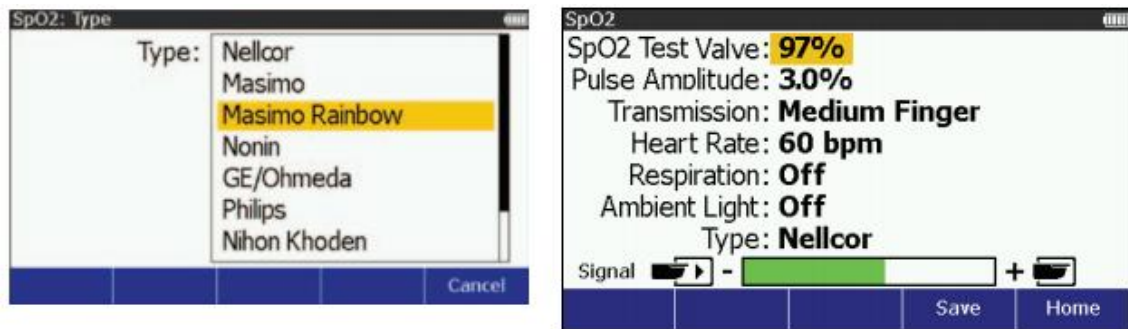 SpO2: Type
Type:
Nellcor
Masimo
Masimo Rainbow
Nonin
GE/Ohmeda
Philips
Nihon Khoden
Cancel
SpO2
SpO2 Test Valve: 97%
Pulse Amplitude: 3.0%
Transmission: Medium Finger
Heart Rate: 60 bpm
Respiration: Off
Ambient Light: Off
Type: Nellcor
Signal - +
Save Home